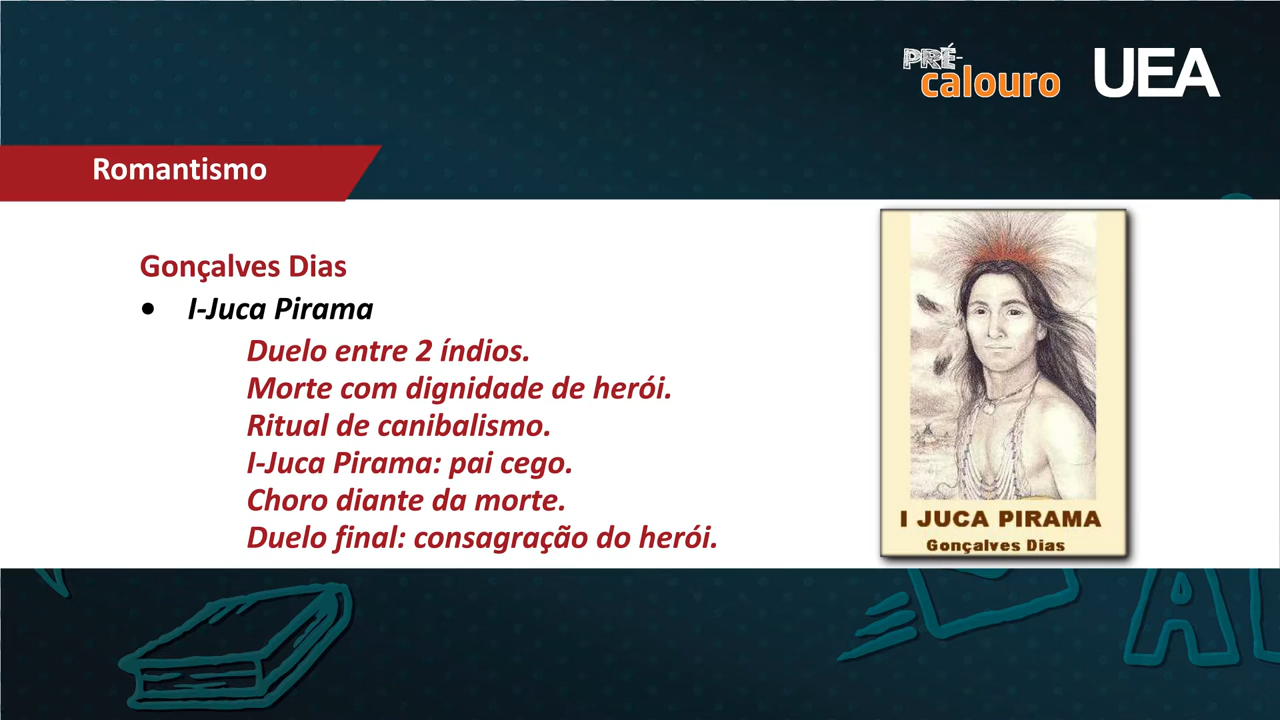 PRÉ-
calouro
UEA
Romantismo
Gonçalves Dias
• I-Juca Pirama
Duelo entre 2 índios.
Morte com dignidade de herói.
Ritual de canibalismo.
I-Juca Pirama: pai cego.
Choro diante da morte.
Duelo final: consagração do herói.
I JUCA PIRAMA
Gonçalves Dias
A